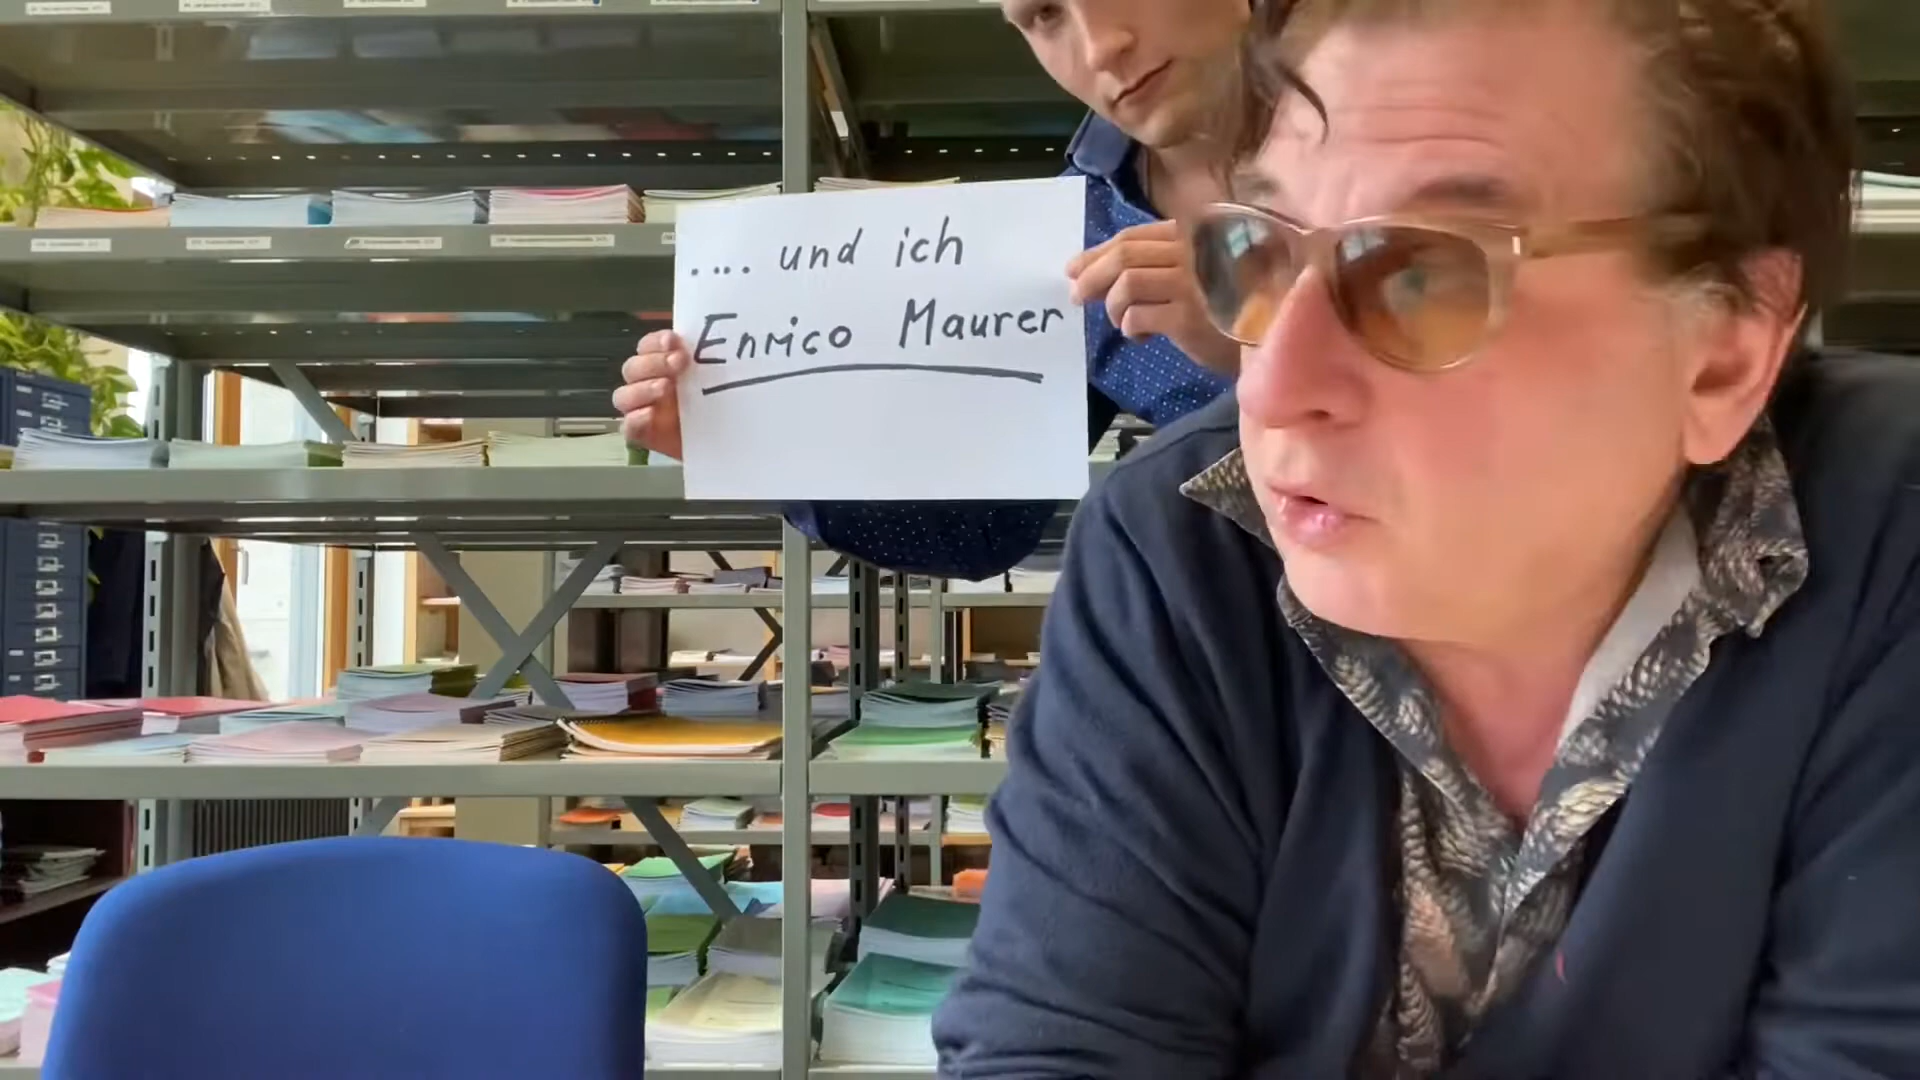 .... und ich
Enrico Maurer